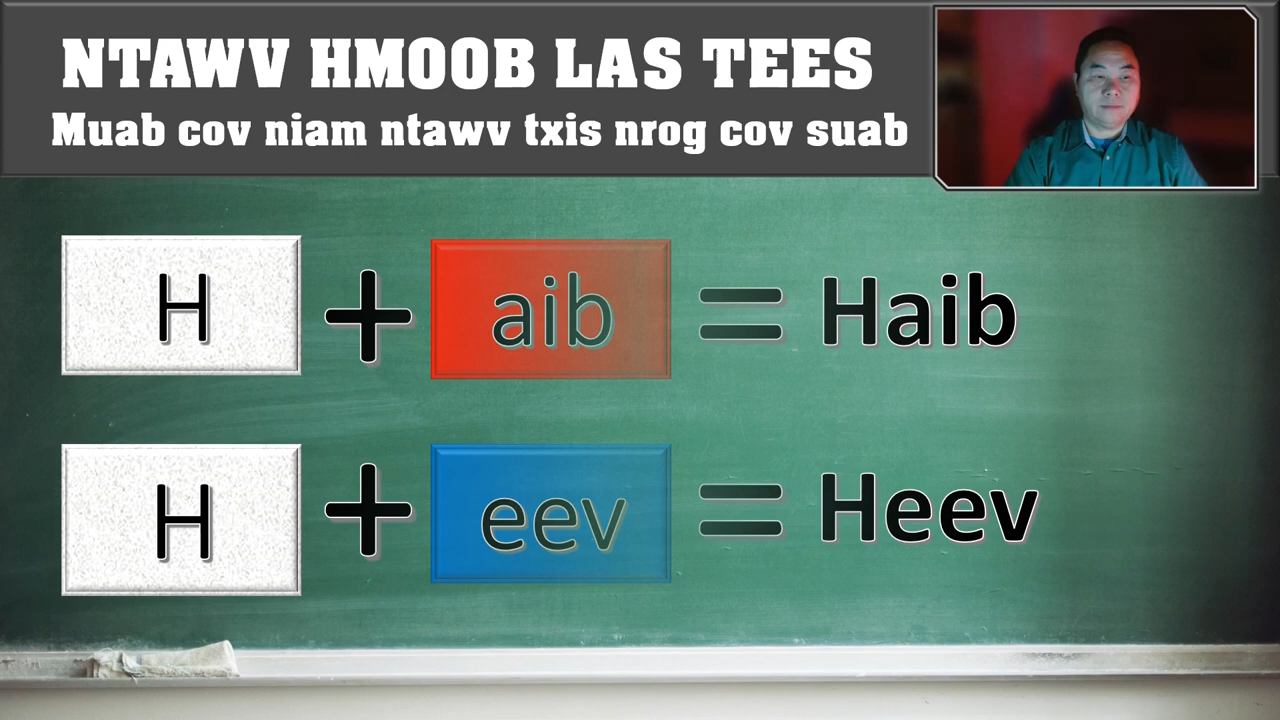 NTAWV HMOOB LAS TEES
Muab cov niam ntawv txis nrog cov suab
H + aib = Haib
H + eev = Heev